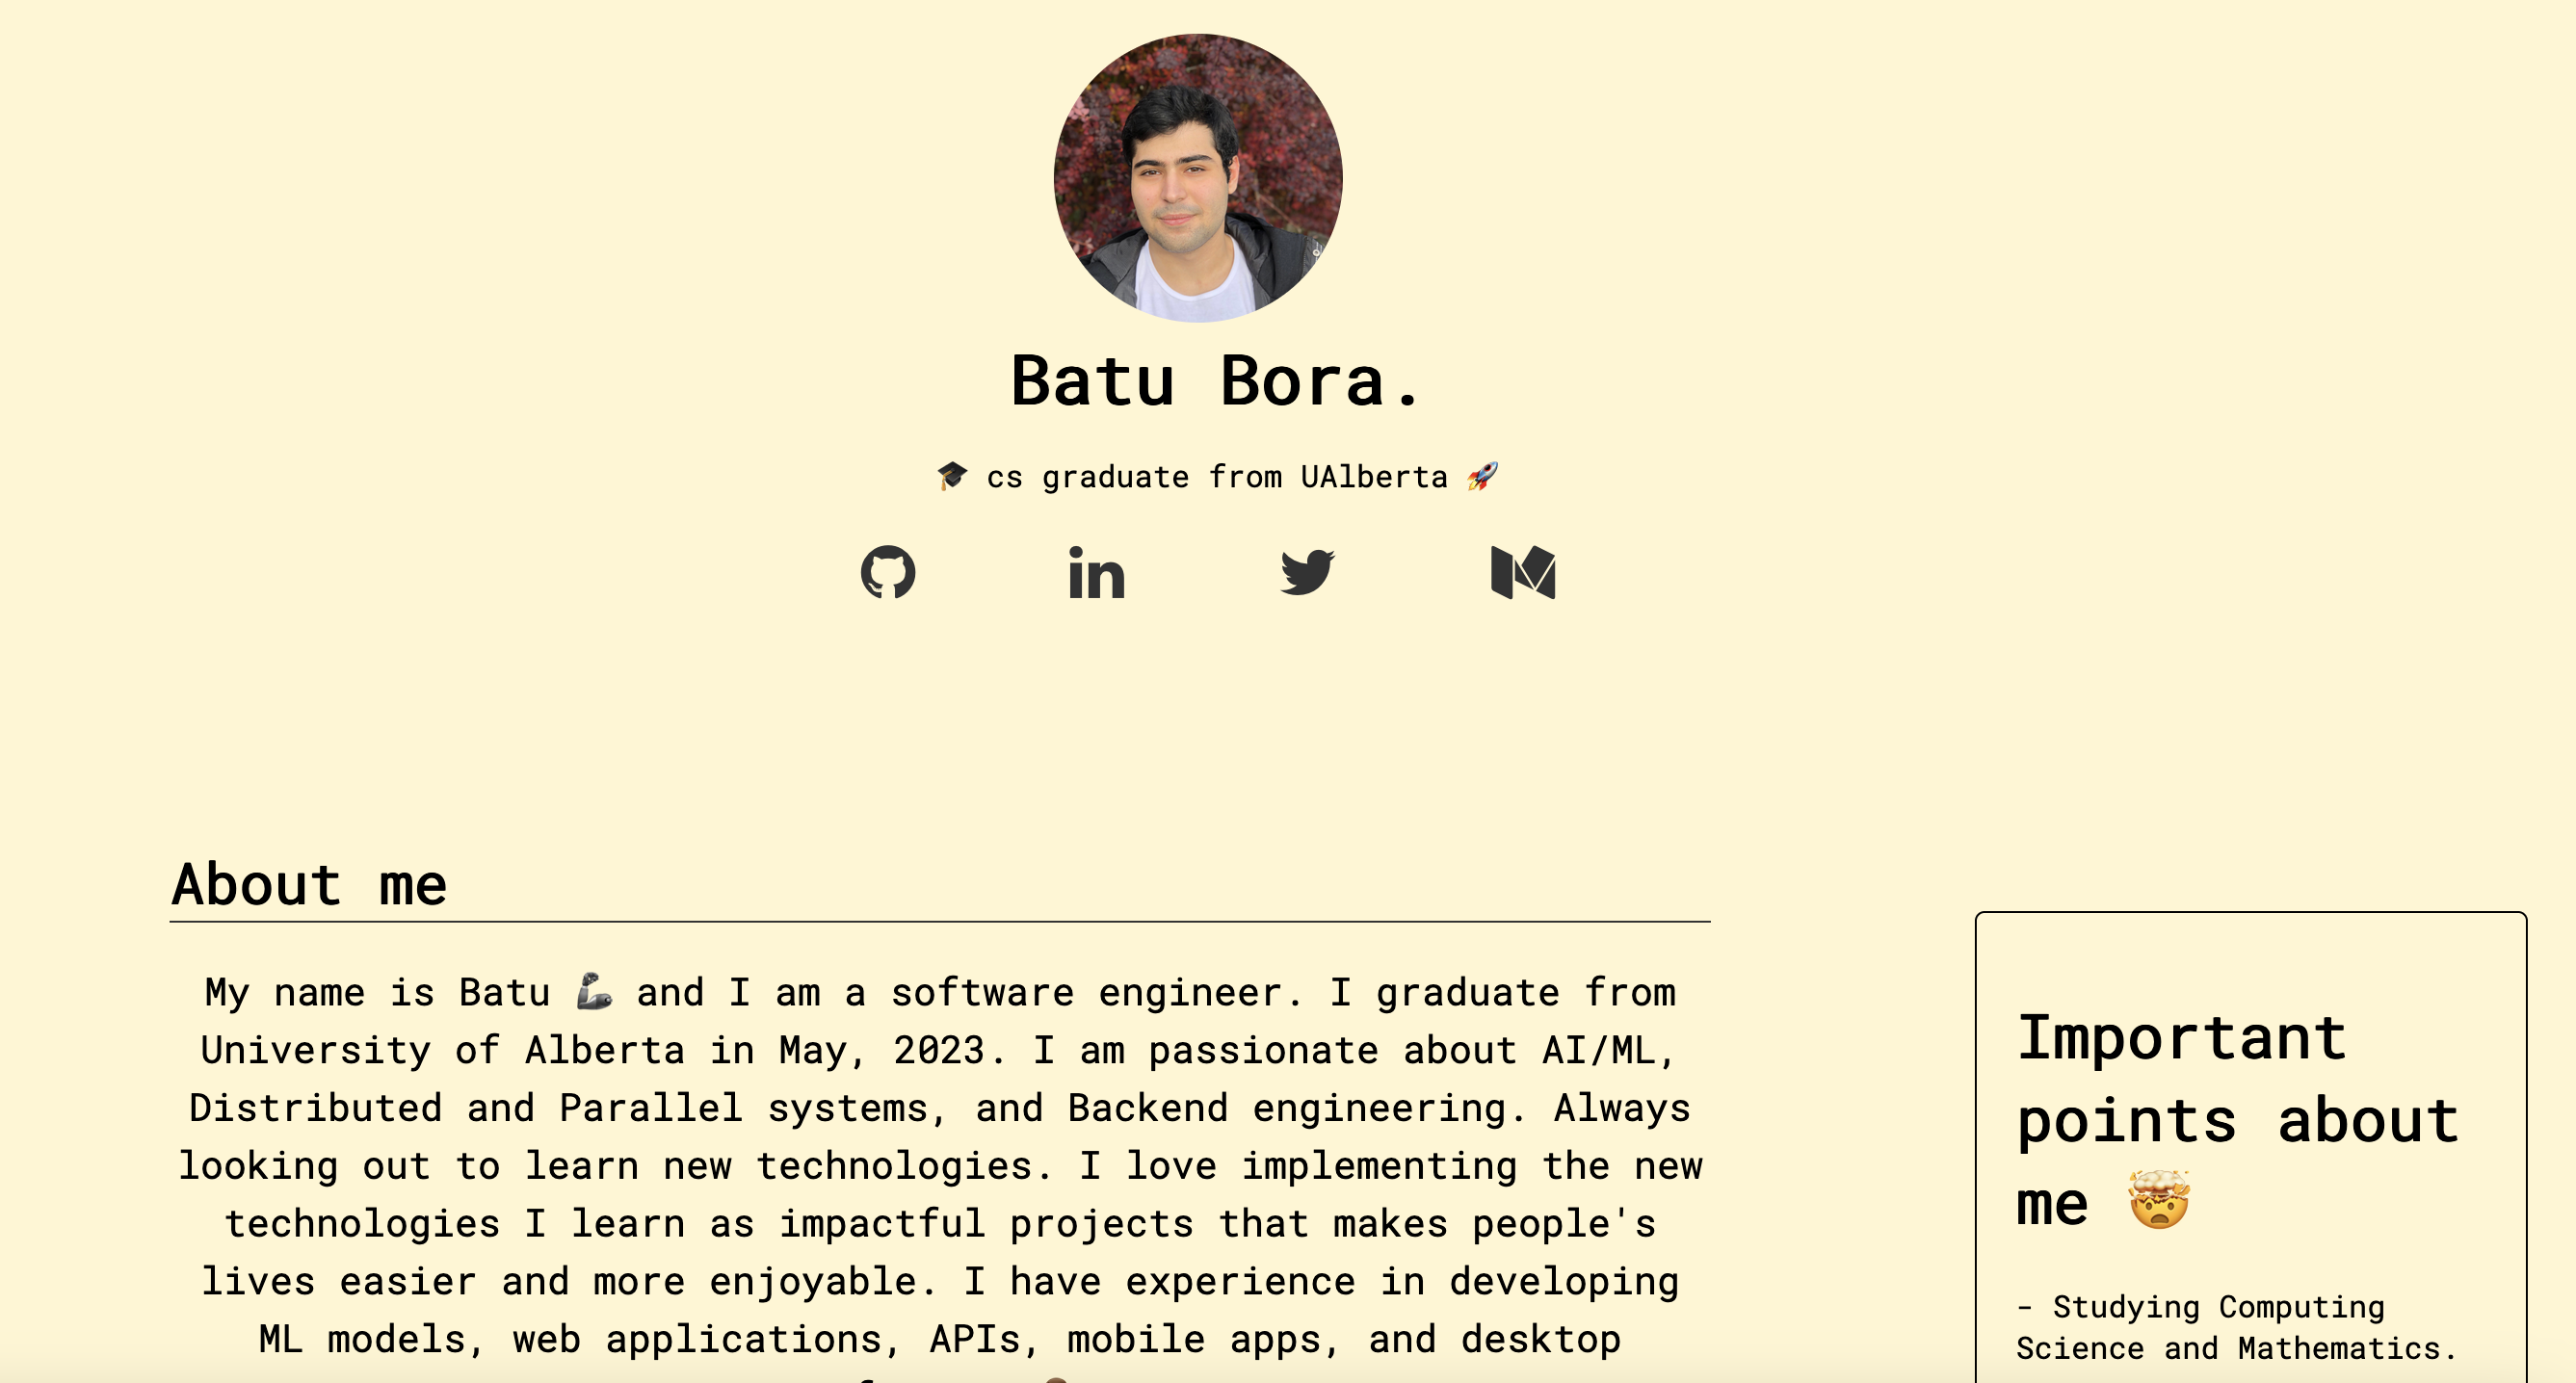 Batu Bora.
🎓 cs graduate from UAlberta 🚀
in
About me
My name is Batu 🦾 and I am a software engineer. I graduate from
University of Alberta in May, 2023. I am passionate about AI/ML,
Distributed and Parallel systems, and Backend engineering. Always
looking out to learn new technologies. I love implementing the new
technologies I learn as impactful projects that makes people's
lives easier and more enjoyable. I have experience in developing
ML models, web applications, APIs, mobile apps, and desktop
Important
points about
me 🤯
- Studying Computing
Science and Mathematics.